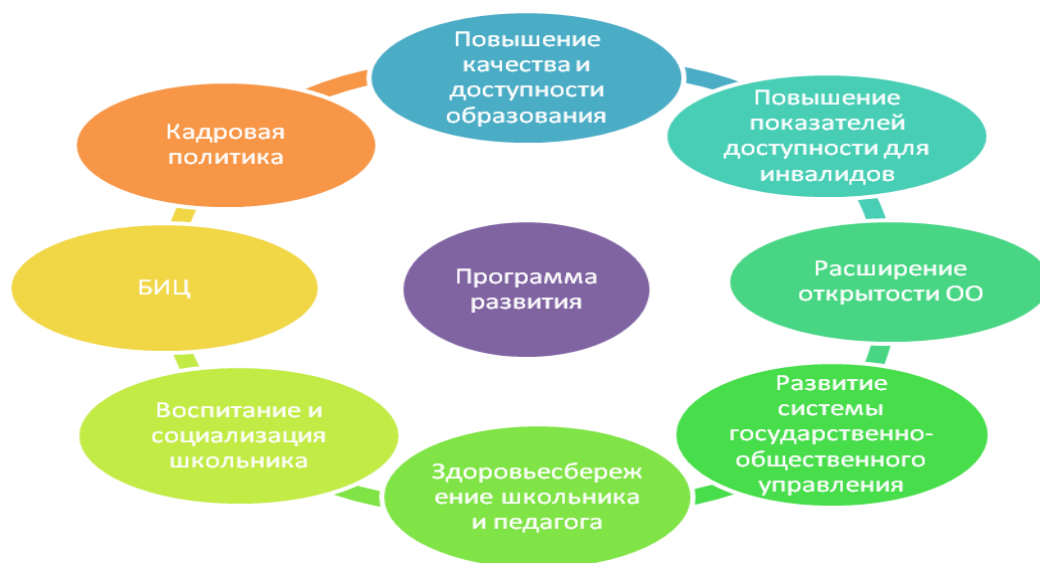 Повышение
качества и
доступности
образования
Повышение
показателей
доступности для
инвалидов
Расширение
открытости ОО
Развитие
системы
государственно-
общественного
управления
Здоровьесбереж
ение школьника
и педагога
Воспитание и
социализация
школьника
БИЦ
Кадровая
политика
Программа
развития